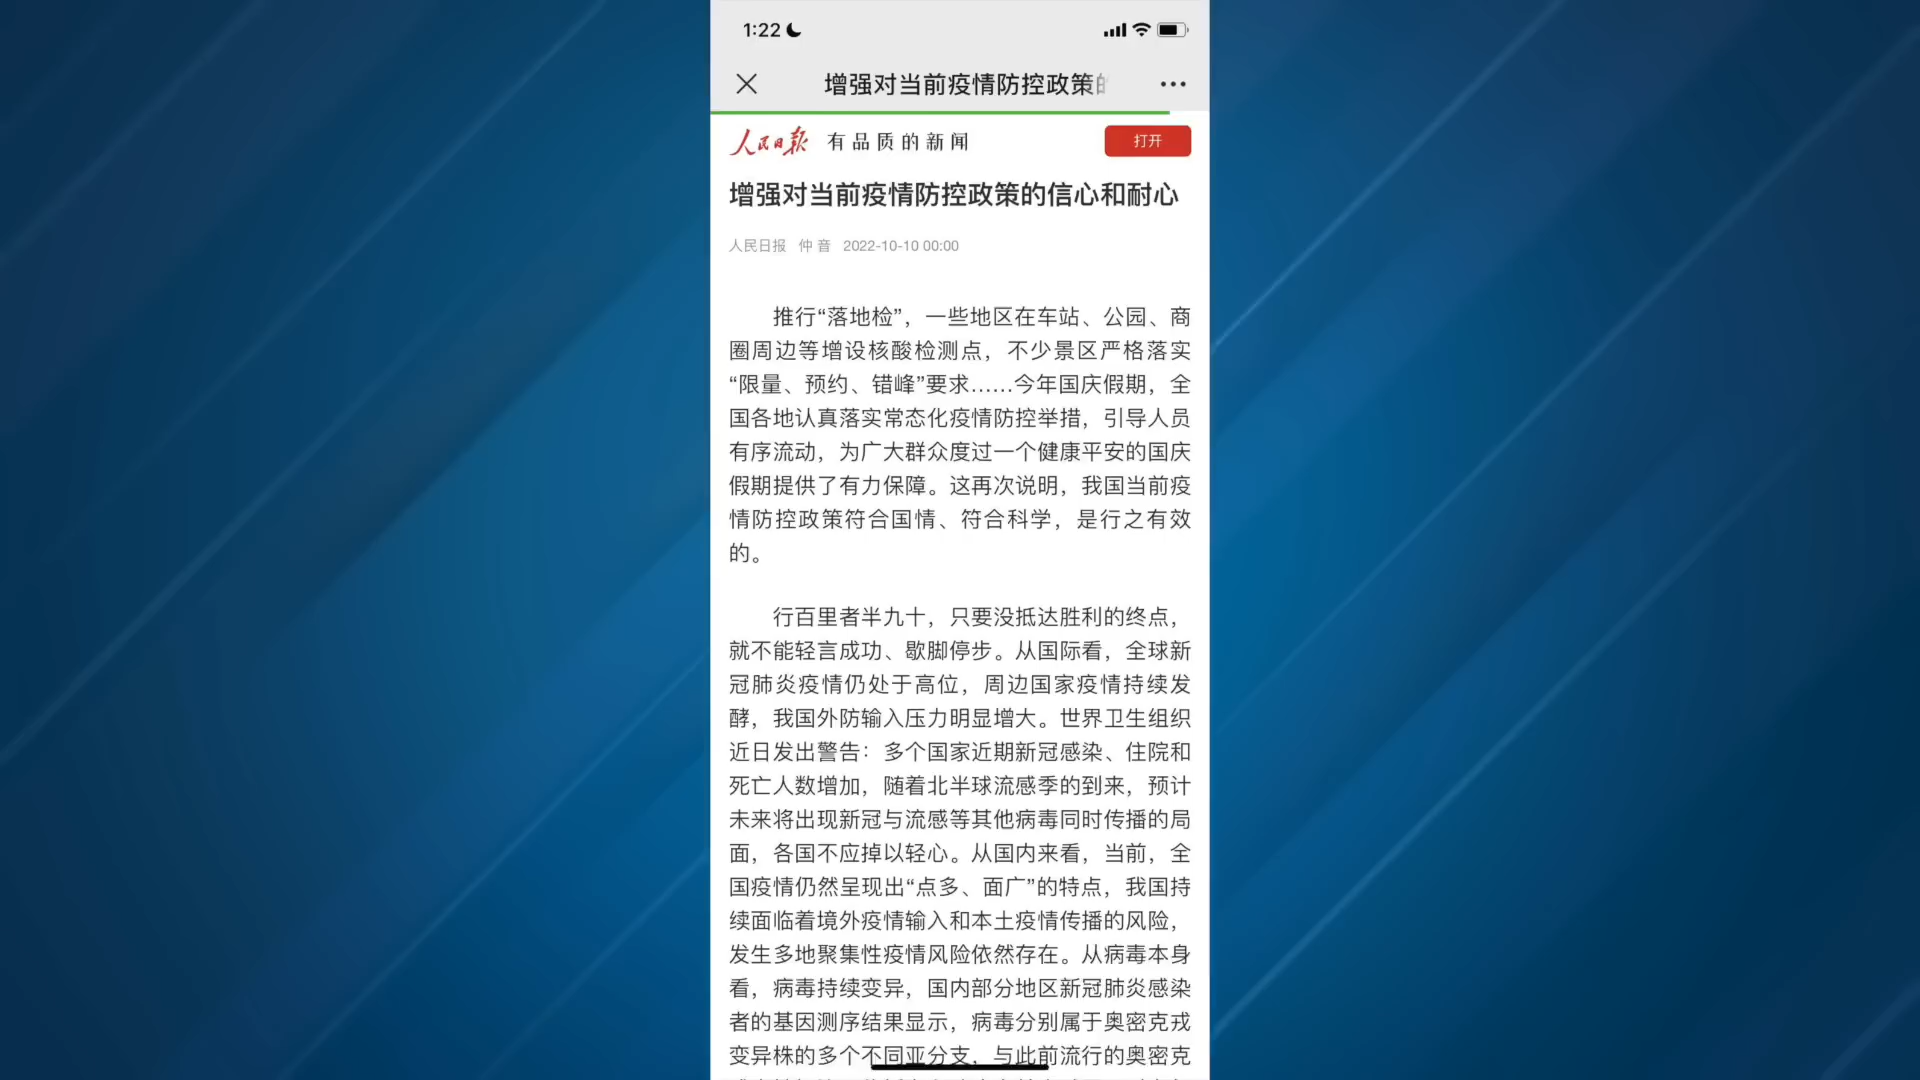 1:22
增强对当前疫情防控政策
人民日报 有品质的新闻
打开
增强对当前疫情防控政策的信心和耐心
人民日报 仲 音 2022-10-10 00:00
推行“落地检”，一些地区在车站、公园、商
圈周边等增设核酸检测点，不少景区严格落实
“限量、预约、错峰”要求……今年国庆假期，全
国各地认真落实常态化疫情防控举措，引导人员
有序流动，为广大群众度过一个健康平安的国庆
假期提供了有力保障。这再次说明，我国当前疫
情防控政策符合国情、符合科学，是行之有效
的。
行百里者半九十，只要没抵达胜利的终点，
就不能轻言成功、歇脚停步。从国际看，全球新
冠肺炎疫情仍处于高位，周边国家疫情持续发
酵，我国外防输入压力明显增大。世界卫生组织
近日发出警告：多个国家近期新冠感染、住院和
死亡人数增加，随着北半球流感季的到来，预计
未来将出现新冠与流感等其他病毒同时传播的局
面，各国不应掉以轻心。从国内来看，当前，全
国疫情仍然呈现出“点多、面广”的特点，我国持
续面临着境外疫情输入和本土疫情传播的风险，
发生多地聚集性疫情风险依然存在。从病毒本身
看，病毒持续变异，国内部分地区新冠肺炎感染
者的基因测序结果显示，病毒分别属于奥密克戎
变异株的多个不同亚分支，与此前流行的奥密克